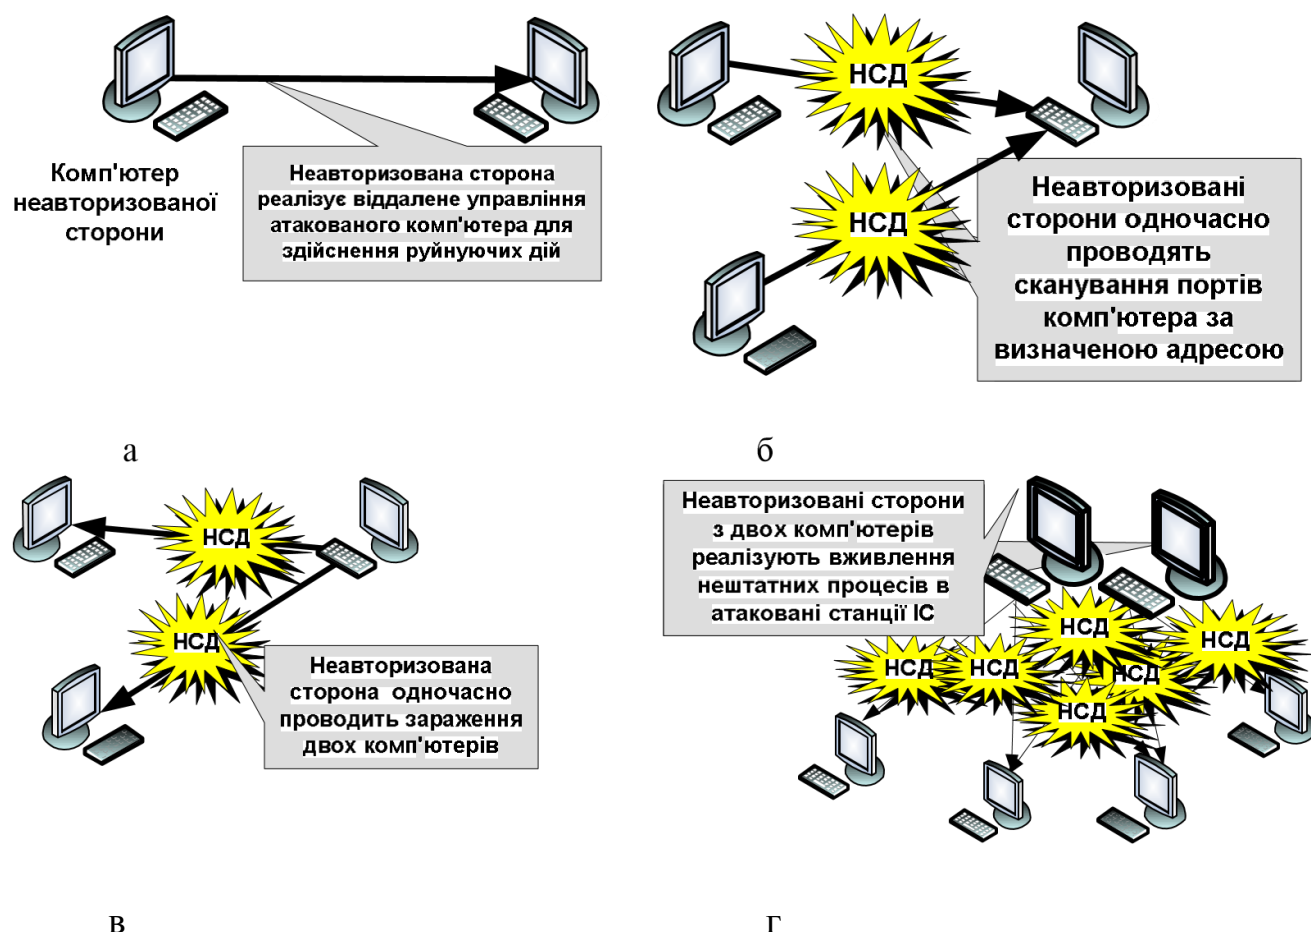 Комп'ютер
неавторизованої
сторони
Неавторизована сторона
реалізує віддалене управління
атакованого комп'ютера для
здійснення руйнуючих дій
а
НСД
НСД
Неавторизовані
сторони одночасно
проводять
сканування портів
комп'ютера за
визначеною адресою
б
НСД
НСД
Неавторизована
сторона одночасно
проводить зараження
двох комп'ютерів
в
Неавторизовані сторони
з двох комп'ютерів
реалізують вживлення
нештатних процесів в
атаковані станції ІС
НСД
НСД
НСД
НСД
НСД
НСД
г